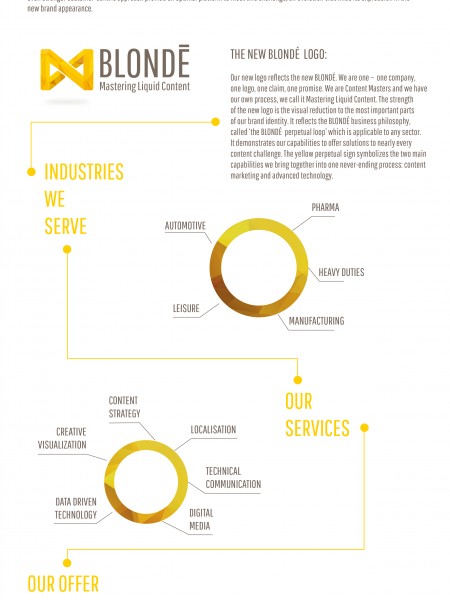 new brand appearance.
BLONDĒ
Mastering Liquid Content
THE NEW BLONDĒ LOGO:
Our new logo reflects the new BLONDĒ. We are one – one company,
one logo, one claim, one promise. We are Content Masters and we have
our own process, we call it Mastering Liquid Content. The strength
of the new logo is the visual reduction to the most important parts
of our brand identity. It reflects the BLONDĒ business philosophy,
called 'the BLONDĒ perpetual loop' which is applicable to any sector.
It demonstrates our capabilities to offer solutions to nearly every
content challenge. The yellow perpetual sign symbolizes the two main
capabilities we bring together into one never-ending process: content
marketing and advanced technology.
INDUSTRIES
WE
SERVE
PHARMA
AUTOMOTIVE
HEAVY DUTIES
LEISURE
MANUFACTURING
OUR
SERVICES
CONTENT
STRATEGY
CREATIVE
VISUALIZATION
LOCALISATION
TECHNICAL
COMMUNICATION
DATA DRIVEN
TECHNOLOGY
DIGITAL
MEDIA
OUR OFFER